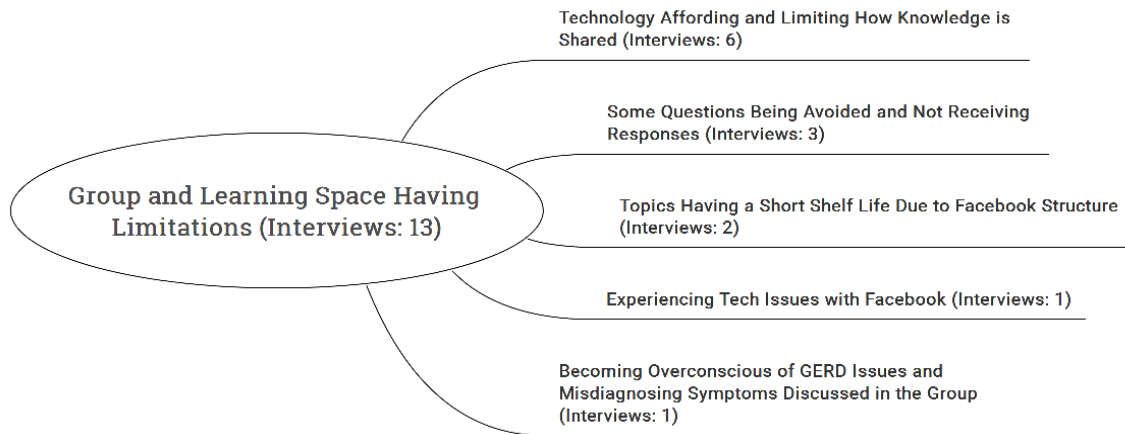 Technology Affording and Limiting How Knowledge is
Shared (Interviews: 6)
Some Questions Being Avoided and Not Receiving
Responses (Interviews: 3)
Group and Learning Space Having
Limitations (Interviews: 13)
Topics Having a Short Shelf Life Due to Facebook Structure
(Interviews: 2)
Experiencing Tech Issues with Facebook (Interviews: 1)
Becoming Overconscious of GERD Issues and
Misdiagnosing Symptoms Discussed in the Group
(Interviews: 1)